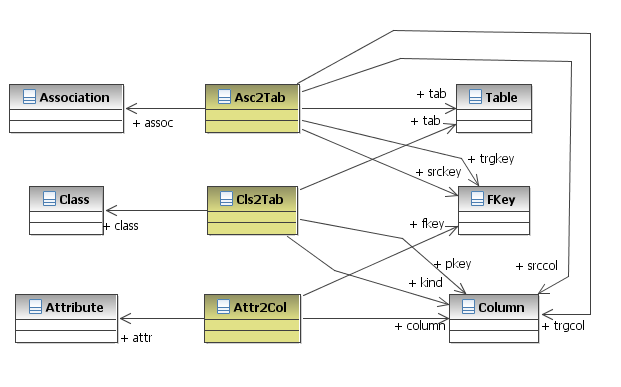 Association
Asc2Tab
Table
+ tab
+ assoc
+ tab
+ trgkey
+ srckey
Class
Cls2Tab
FKey
+ class
+ fkey
+ pkey
+ srccol
+ kind
Attribute
Attr2Col
Column
+ attr
+ column
+ trgcol